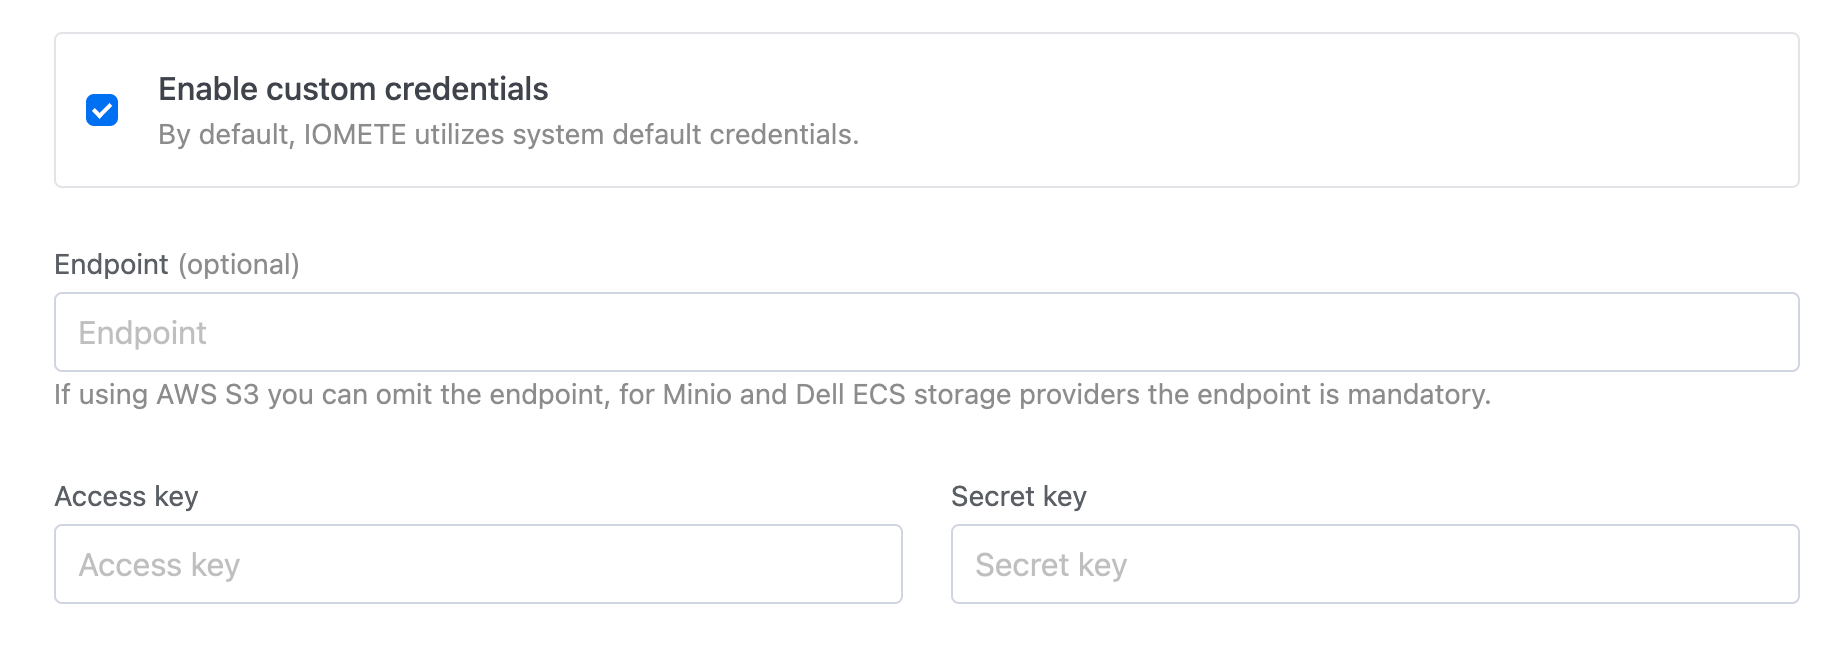 Enable custom credentials
By default, IOMETE utilizes system default credentials.
Endpoint (optional)
Endpoint
If using AWS S3 you can omit the endpoint, for Minio and Dell ECS storage providers the endpoint is mandatory.
Access key
Secret key
Access key
Secret key